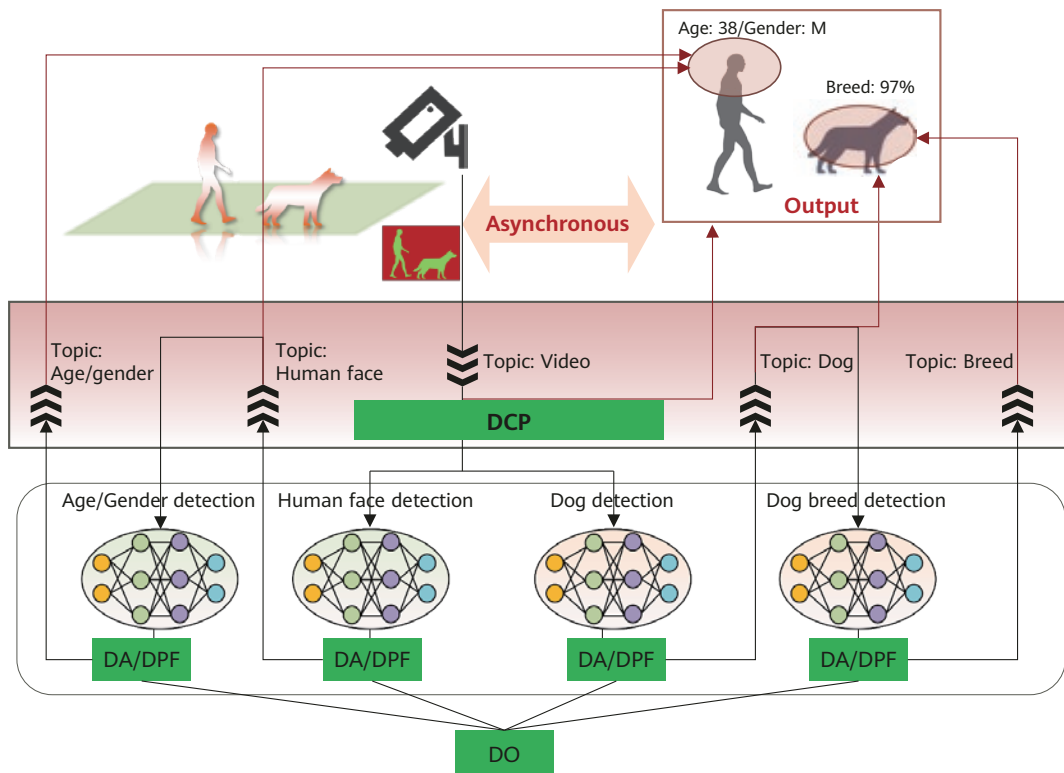 Age: 38/Gender: M
Breed: 97%
4
Output
Asynchronous
Topic:
Age/gender
Topic:
Human face
Topic: Video
Topic: Dog
Topic: Breed
DCP
Age/Gender detection
Human face detection
Dog detection
Dog breed detection
DA/DPF
DA/DPF
DA/DPF
DA/DPF
DO